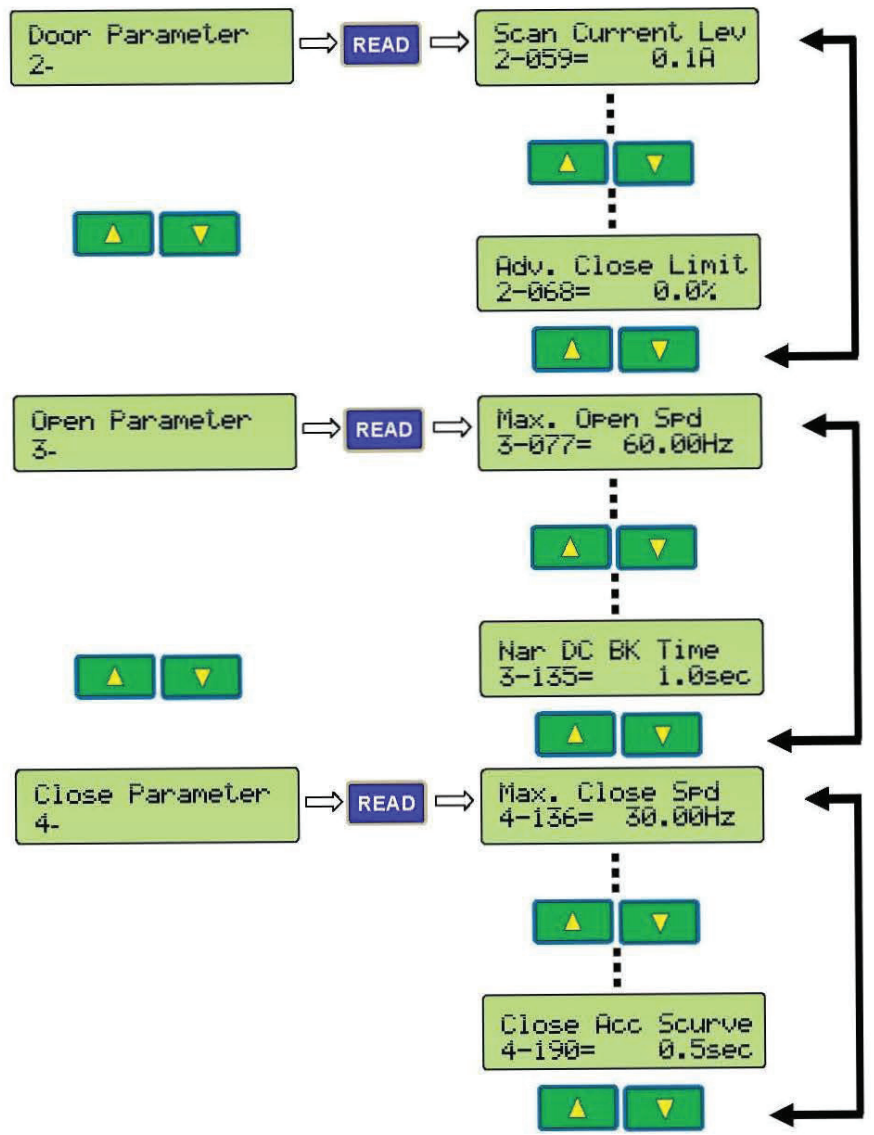 Door Parameter
2-
READ
Scan Current Lev
2-059= 0.1A
Adv. Close Limit
2-068= 0.0%
Open Parameter
3-
READ
Max. Open Spd
3-077= 60.00Hz
Nar DC BK Time
3-135= 1.0sec
Close Parameter
4-
READ
Max. Close Spd
4-136= 30.00Hz
Close Acc Scurve
4-190= 0.5sec